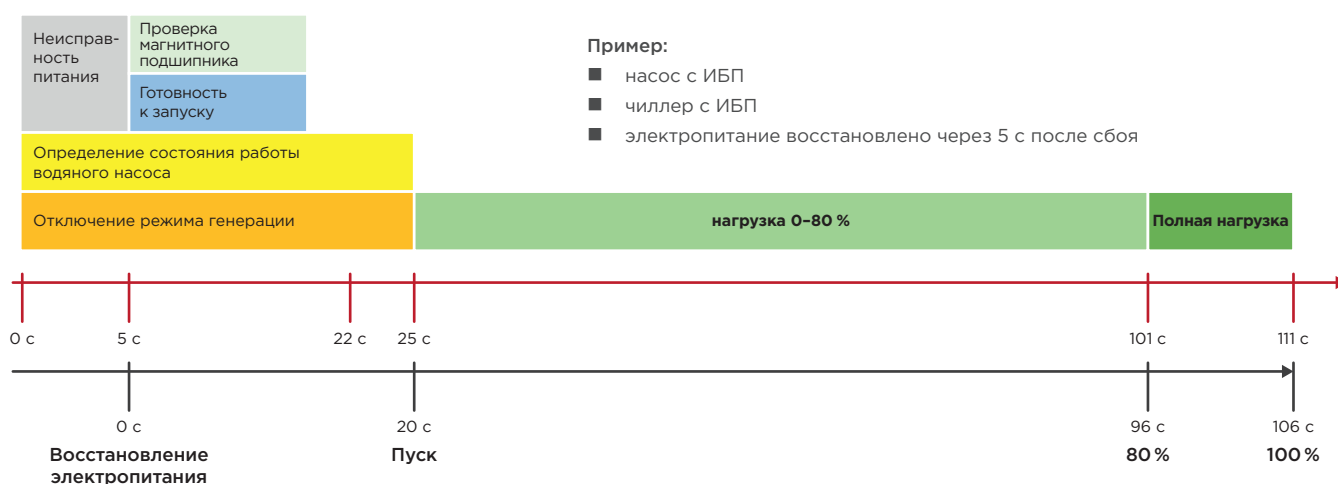 Неисправ-
ность
питания
Проверка
магнитного
подшипника
Готовность
к запуску
Пример:
насос с ИБП
чиллер с ИБП
электропитание восстановлено через 5 с после сбоя
Определение состояния работы
водяного насоса
Отключение режима генерации
нагрузка 0–80 %
Полная нагрузка
0 с
5 с
22 с
25 с
101 с
111 с
0 с
20 с
96 с
106 с
Восстановление
электропитания
Пуск
80 %
100 %